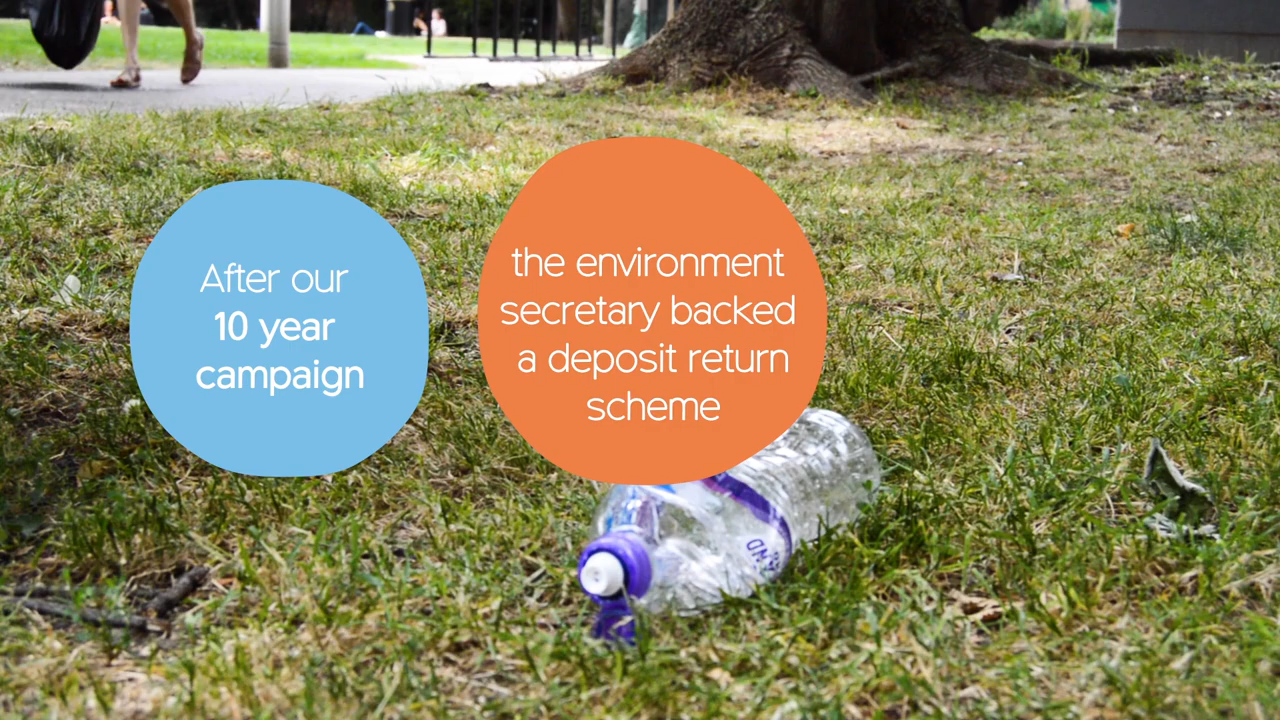 After our
10 year
campaign
the environment
secretary backed
a deposit return
scheme